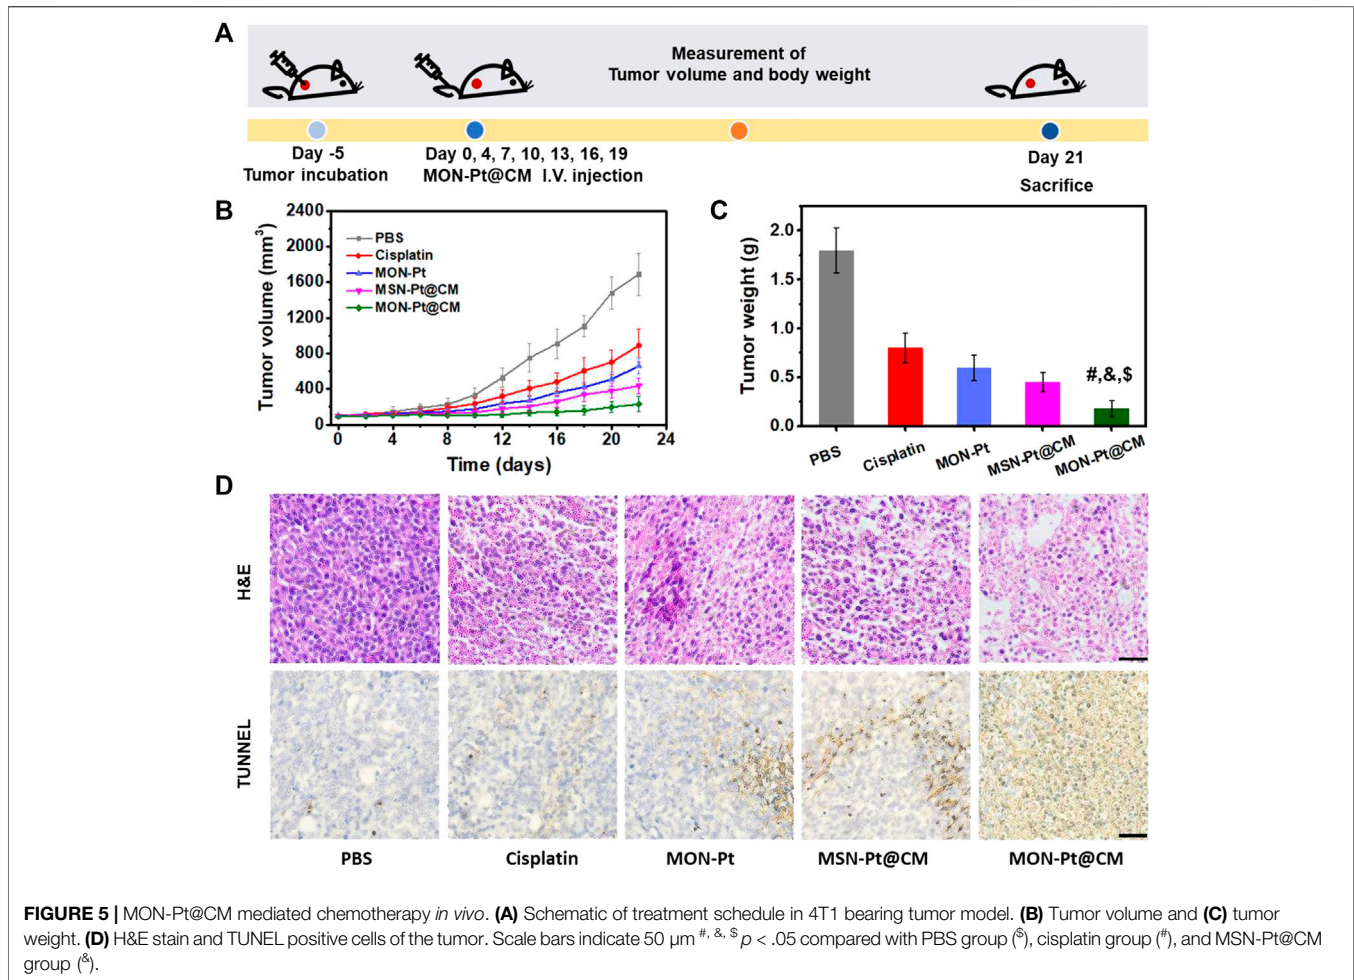 A
Measurement of
Tumor volume and body weight
Day -5
Tumor incubation
Day 0, 4, 7, 10, 13, 16, 19
MON-Pt@CM I.V. injection
Day 21
Sacrifice
B
Tumor volume (mm³)
2400
2000
1600
1200
800
400
0
PBS
Cisplatin
MON-Pt
MSN-Pt@CM
MON-Pt@CM
0 4 8 12 16 20 24
Time (days)
C
Tumor weight (g)
2.0
1.5
1.0
0.5
0.0
#,&,$
PBS
Cisplatin
MON-Pt
MSN-Pt@CM
MON-Pt@CM
D
H&E
TUNNEL
PBS Cisplatin MON-Pt MSN-Pt@CM MON-Pt@CM
FIGURE 5 | MON-Pt@CM mediated chemotherapy in vivo. (A) Schematic of treatment schedule in 4T1 bearing tumor model. (B) Tumor volume and (C) tumor
weight. (D) H&E stain and TUNEL positive cells of the tumor. Scale bars indicate 50 μm #, &, $ p < .05 compared with PBS group ($), cisplatin group (#), and MSN-Pt@CM
group (&).